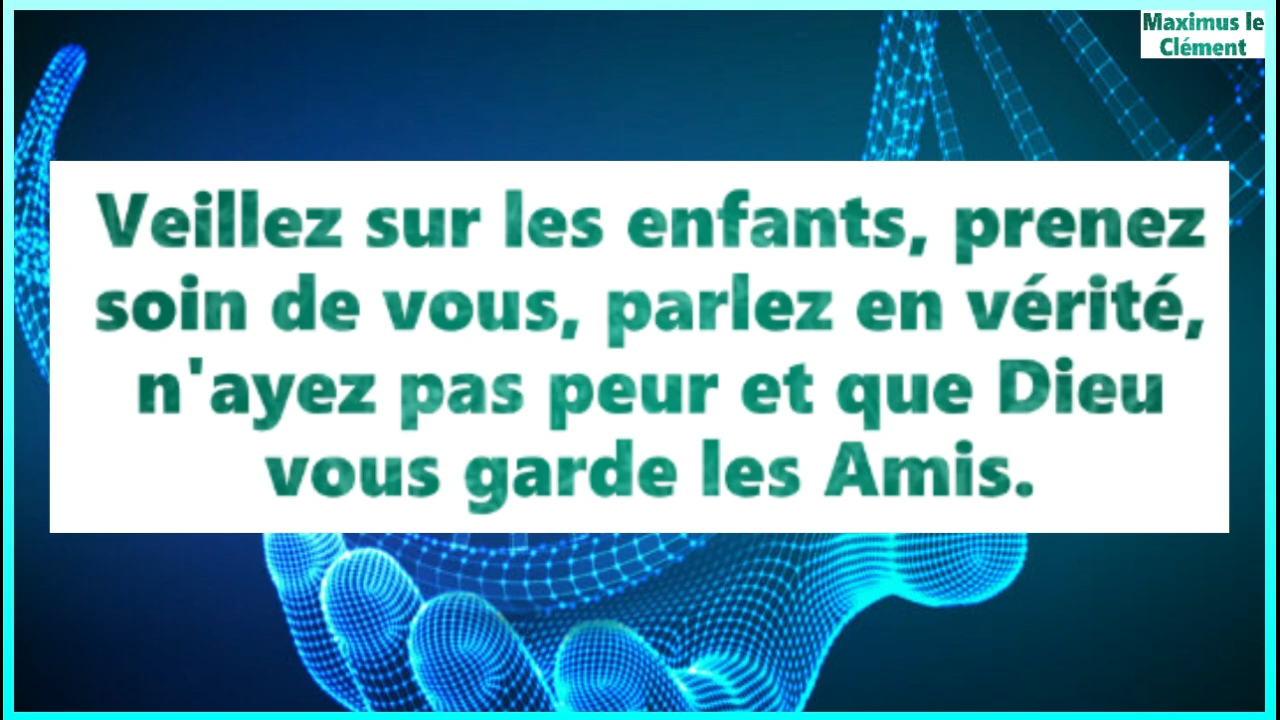 Maximus le
Clément
Veillez sur les enfants, prenez
soin de vous, parlez en vérité,
n'ayez pas peur et que Dieu
vous garde les Amis.